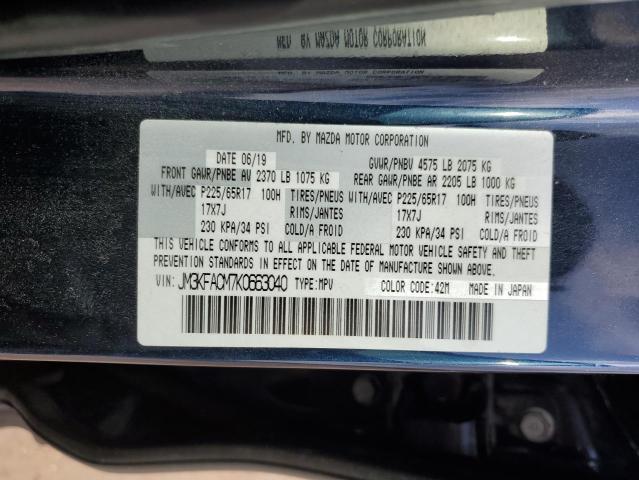 MFD. BY MAZDA MOTOR CORPORATION
MFD. BY MAZDA MOTOR CORPORATION
DATE 06/19 GVWR/PNBV 4575 LB 2075 KG
FRONT GAWR/PNBE AV 2370 LB 1075 KG REAR GAWR/PNBE AR 2205 LB 1000 KG
WITH/AVEC P225/65R17 100H TIRES/PNEUS WITH/AVEC P225/65R17 100H TIRES/PNEUS
17X7J RIMS/JANTES 17X7J RIMS/JANTES
230 KPA/34 PSI COLD/A FROID 230 KPA/34 PSI COLD/A FROID
THIS VEHICLE CONFORMS TO ALL APPLICABLE FEDERAL MOTOR VEHICLE SAFETY AND THEFT
PREVENTION STANDARDS IN EFFECT ON THE DATE OF MANUFACTURE SHOWN ABOVE.
VIN: JM3KFACM7K0663040 TYPE:MPV COLOR CODE:42M MADE IN JAPAN